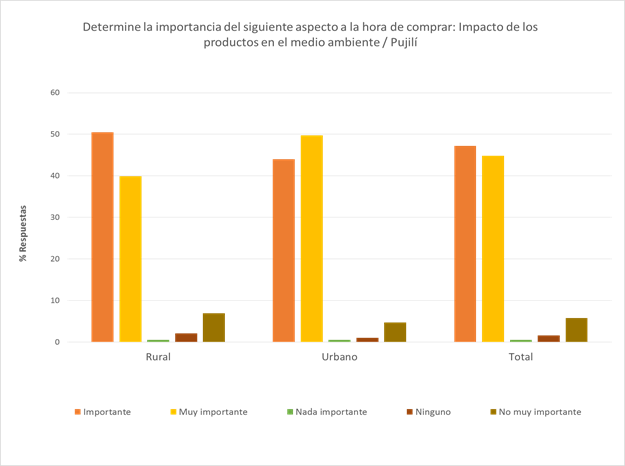 Determine la importancia del siguiente aspecto a la hora de comprar: Impacto de los
productos en el medio ambiente / Pujilí
60
50
40
30
20
10
0
% Respuestas
Rural
Urbano
Total
Importante
Muy importante
Nada importante
Ninguno
No muy importante